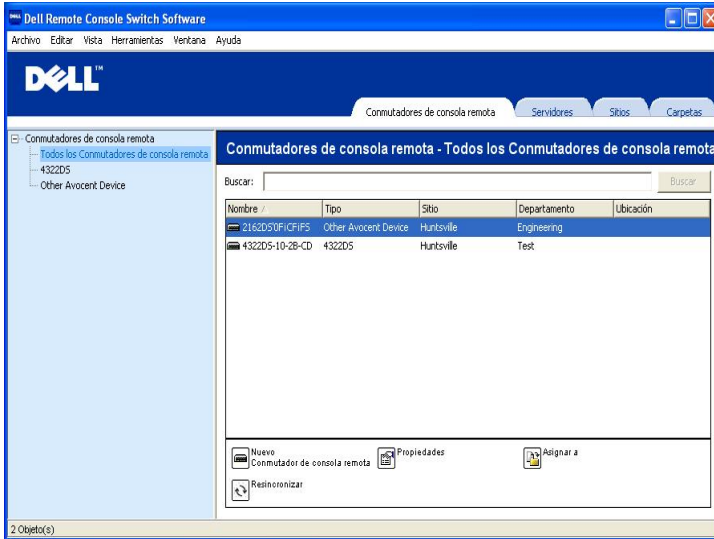 Dell Remote Console Switch Software
Archivo Editar Vista Herramientas Ventana Ayuda
DELL™
Conmutadores de consola remota Servidores Sitios Carpetas
Conmutadores de consola remota
Todos los Conmutadores de consola remota
4322DS
Other Avocent Device
Conmutadores de consola remota - Todos los Conmutadores de consola remota
Buscar: Buscar
Nombre Tipo Sitio Departamento Ubicación
Other Avocent Device Huntsville Engineering
4322DS-10-2B-CD 4322DS Huntsville Test
Nuevo
Conmutador de consola remota
Propiedades
Asignar a
Resincronizar
2 Objeto(s)